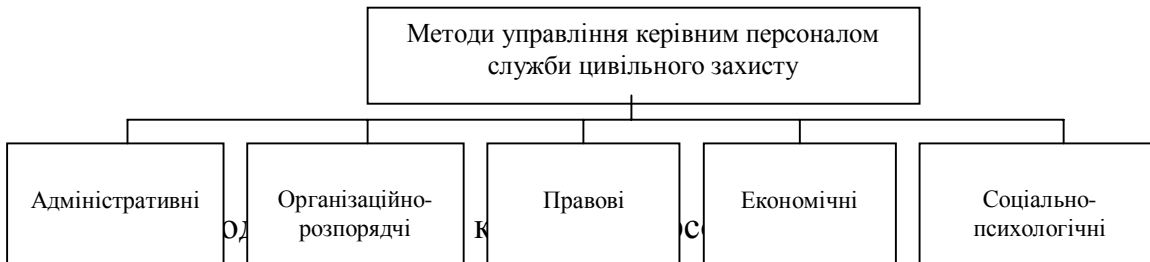 Методи управління керівним персоналом
служби цивільного захисту
Адміністративні
Організаційно-
розпорядчі
Правові
Економічні
Соціально-
психологічні